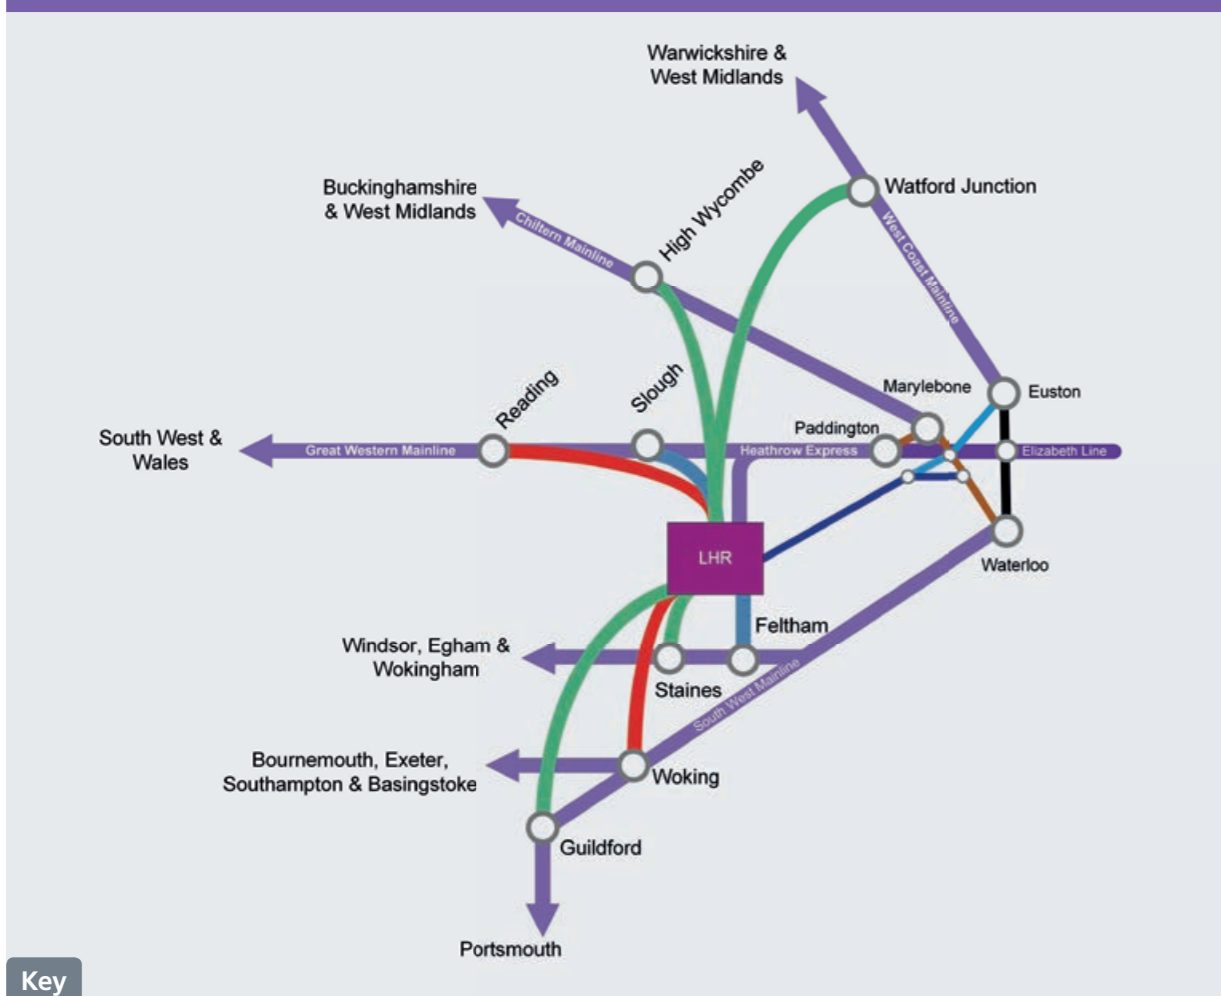 Warwickshire &
West Midlands
Watford Junction
High Wycombe
Buckinghamshire
& West Midlands
Chiltern Mainline
West Coast Mainline
Reading
Slough
Marylebone
Euston
Paddington
South West &
Wales
Great Western Mainline
Heathrow Express
Elizabeth Line
LHR
Waterloo
Feltham
Windsor, Egham &
Wokingham
Staines
South West Mainline
Bournemouth, Exeter,
Southampton & Basingstoke
Woking
Guildford
Portsmouth
Key